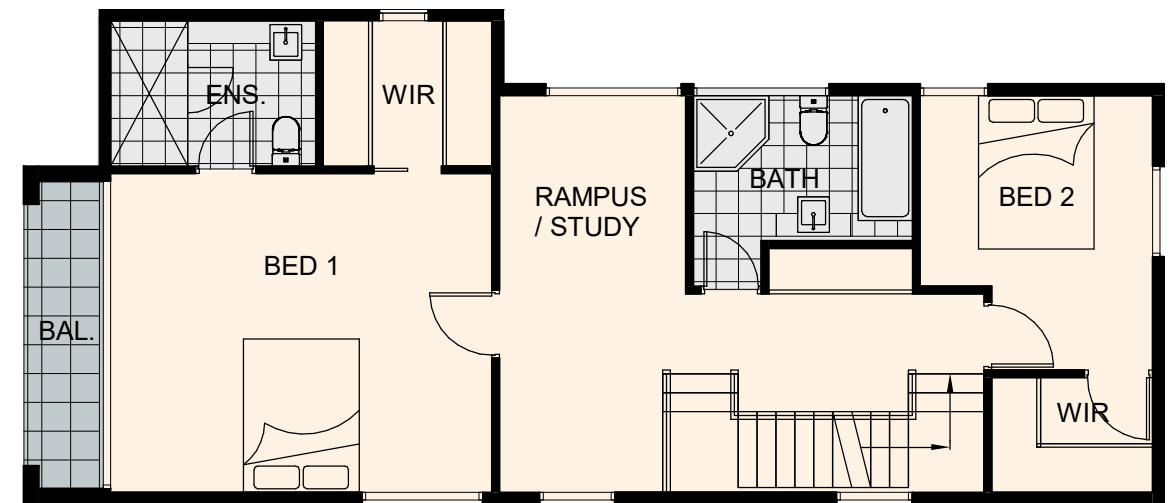 ENS.
WIR
RAMPUS
/ STUDY
BATH
BED 2
BED 1
BAL.
WIR